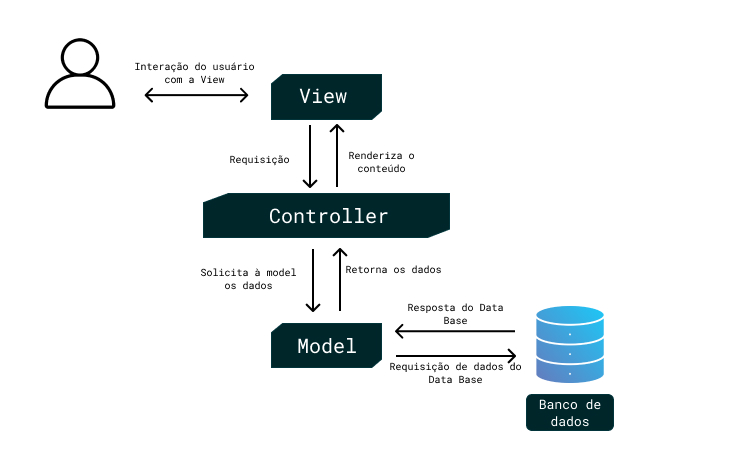 Interação do usuário
com a View
View
Requisição
Renderiza o
conteúdo
Controller
Solicita à model
os dados
Retorna os dados
Resposta do Data
Base
Model
Requisição de dados do
Data Base
Banco de
dados